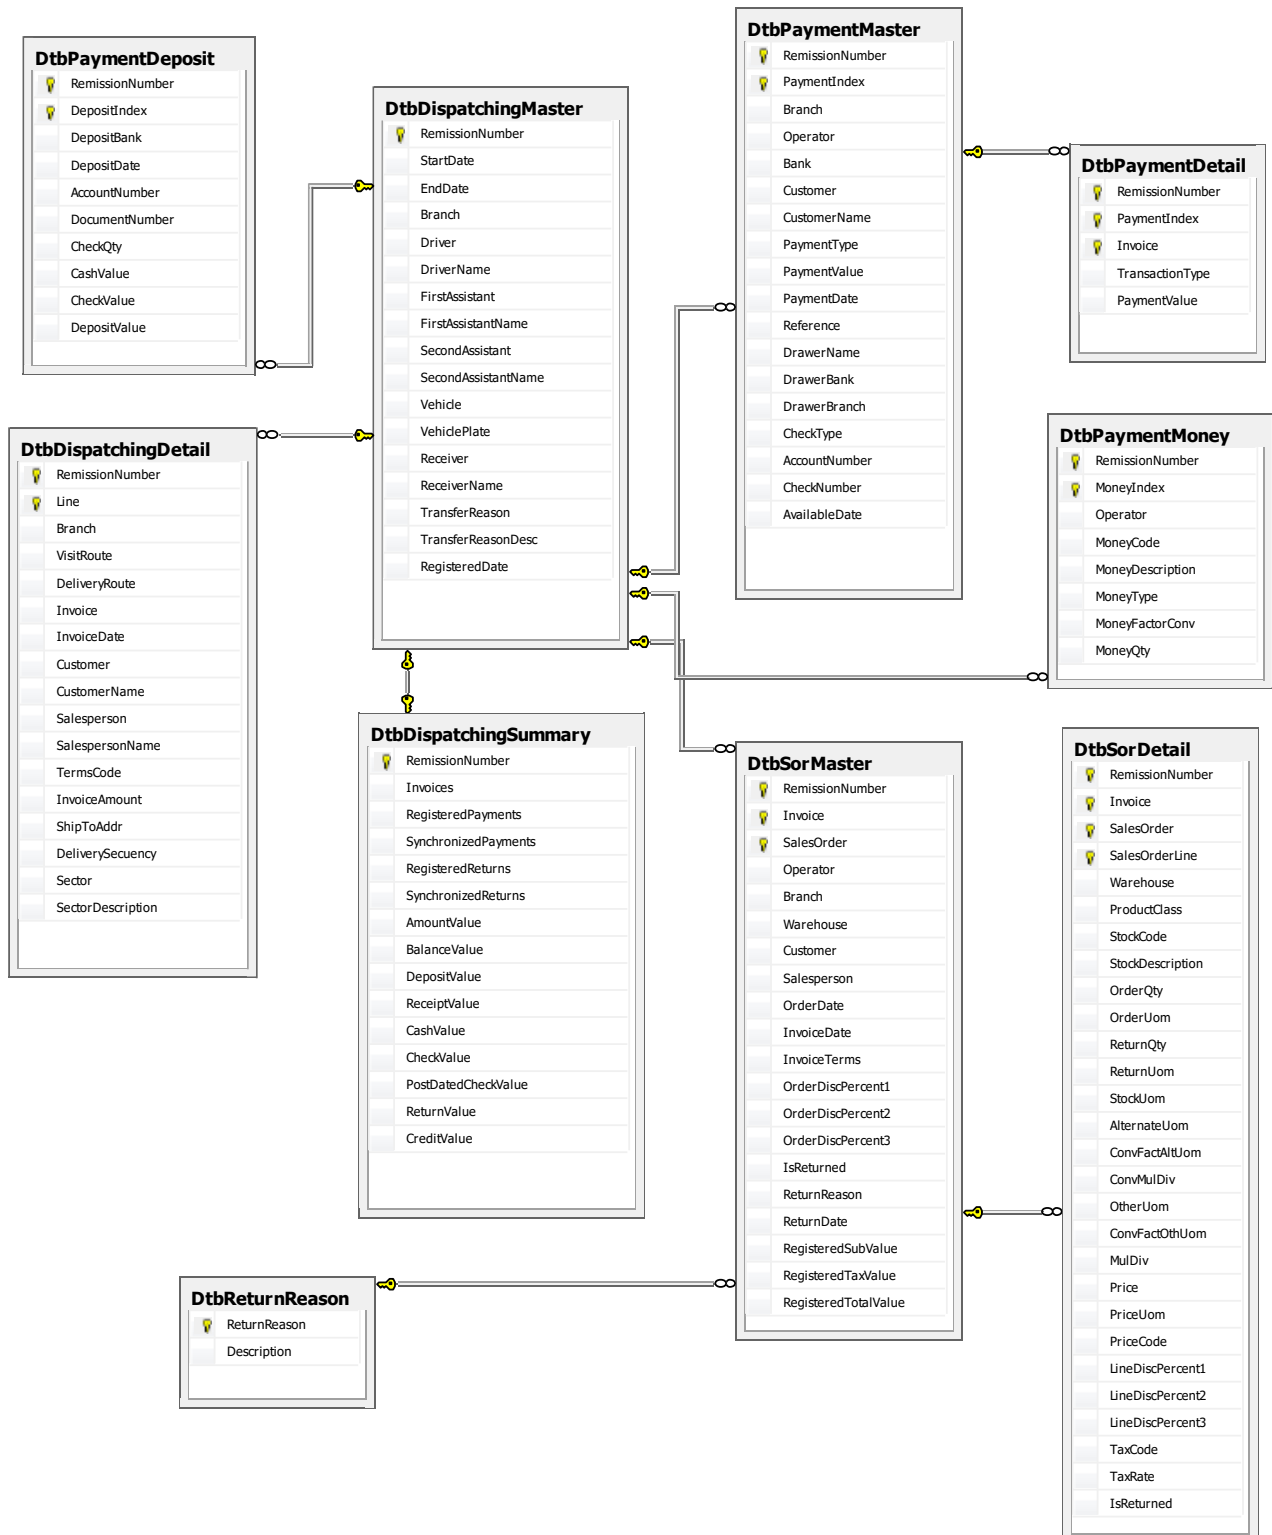 DtbPaymentDeposit
RemissionNumber
DepositIndex
DepositBank
DepositDate
AccountNumber
DocumentNumber
CheckQty
CashValue
CheckValue
DepositValue
DtbDispatchingMaster
RemissionNumber
StartDate
EndDate
Branch
Driver
DriverName
FirstAssistant
FirstAssistantName
SecondAssistant
SecondAssistantName
Vehicle
VehiclePlate
Receiver
ReceiverName
TransferReason
TransferReasonDesc
RegisteredDate
DtbPaymentMaster
RemissionNumber
PaymentIndex
Branch
Operator
Bank
Customer
CustomerName
PaymentType
PaymentValue
PaymentDate
Reference
DrawerName
DrawerBank
DrawerBranch
CheckType
AccountNumber
CheckNumber
AvailableDate
DtbPaymentDetail
RemissionNumber
PaymentIndex
Invoice
TransactionType
PaymentValue
DtbDispatchingDetail
RemissionNumber
Line
Branch
VisitRoute
DeliveryRoute
Invoice
InvoiceDate
Customer
CustomerName
Salesperson
SalespersonName
TermsCode
InvoiceAmount
ShipToAddr
DeliverySecuency
Sector
SectorDescription
DtbPaymentMoney
RemissionNumber
MoneyIndex
Operator
MoneyCode
MoneyDescription
MoneyType
MoneyFactorConv
MoneyQty
DtbDispatchingSummary
RemissionNumber
Invoices
RegisteredPayments
SynchronizedPayments
RegisteredReturns
SynchronizedReturns
AmountValue
BalanceValue
DepositValue
ReceiptValue
CashValue
CheckValue
PostDatedCheckValue
ReturnValue
CreditValue
DtbSorMaster
RemissionNumber
Invoice
SalesOrder
Operator
Branch
Warehouse
Customer
Salesperson
OrderDate
InvoiceDate
InvoiceTerms
OrderDiscPercent1
OrderDiscPercent2
OrderDiscPercent3
IsReturned
ReturnReason
ReturnDate
RegisteredSubValue
RegisteredTaxValue
RegisteredTotalValue
DtbSorDetail
RemissionNumber
Invoice
SalesOrder
SalesOrderLine
Warehouse
ProductClass
StockCode
StockDescription
OrderQty
OrderUom
ReturnQty
ReturnUom
StockUom
AlternateUom
ConvFactAltUom
ConvMulDiv
OtherUom
ConvFactOthUom
MulDiv
Price
PriceUom
PriceCode
LineDiscPercent1
LineDiscPercent2
LineDiscPercent3
TaxCode
TaxRate
IsReturned
DtbReturnReason
ReturnReason
Description